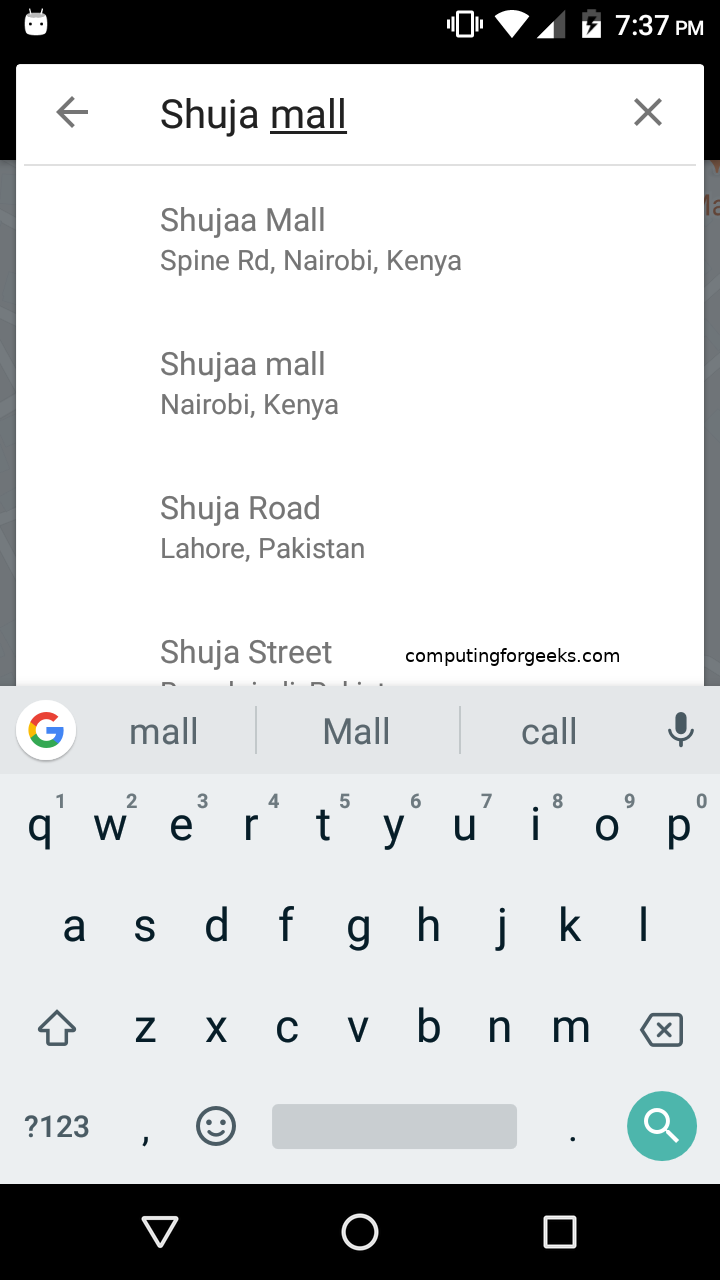 7:37 PM
Shuja mall
Shujaa Mall
Spine Rd, Nairobi, Kenya
Shujaa mall
Nairobi, Kenya
Shuja Road
Lahore, Pakistan
Shuja Street
computingforgeeks.com
mall Mall call
1 2 3 4 5 6 7 8 9 0
q w e r t y u i o p
a s d f g h j k l
z x c v b n m
?123 , .